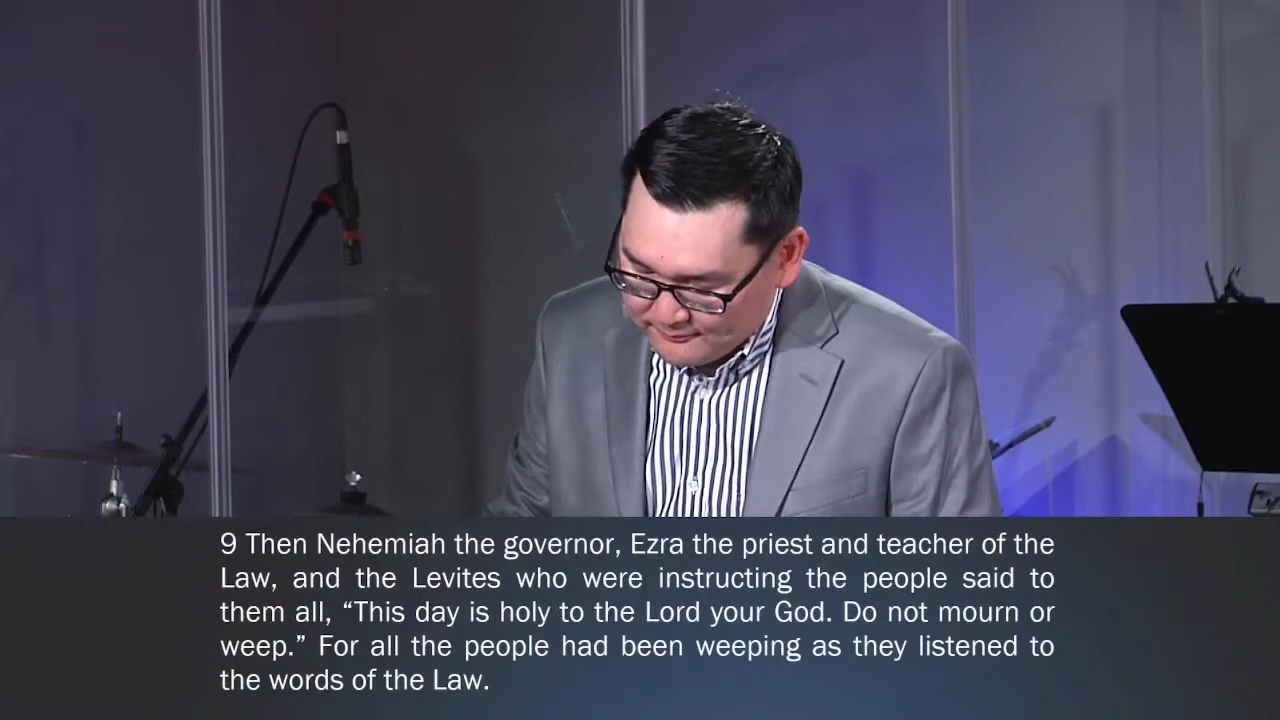 9 Then Nehemiah the governor, Ezra the priest and teacher of the
Law, and the Levites who were instructing the people said to
them all, “This day is holy to the Lord your God. Do not mourn or
weep.” For all the people had been weeping as they listened to
the words of the Law.